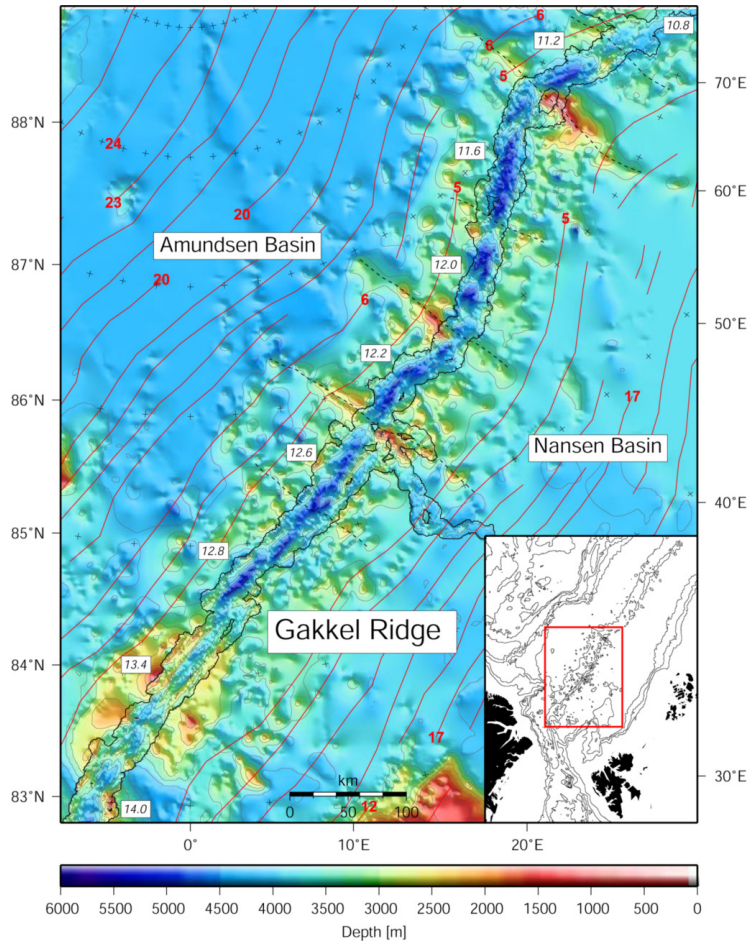 6
10.8
6
11.2
5
70°E
88°N
24
11.6
5
60°E
23
20
5
Amundsen Basin
87°N
12.0
20
6
50°E
12.2
86°N
17
12.6
Nansen Basin
40°E
85°N
12.8
Gakkel Ridge
84°N
13.4
17
30°E
km
83°N
14.0
12
0 50 100
0° 10°E 20°E
6000 5500 5000 4500 4000 3500 3000 2500 2000 1500 1000 500 0
Depth [m]